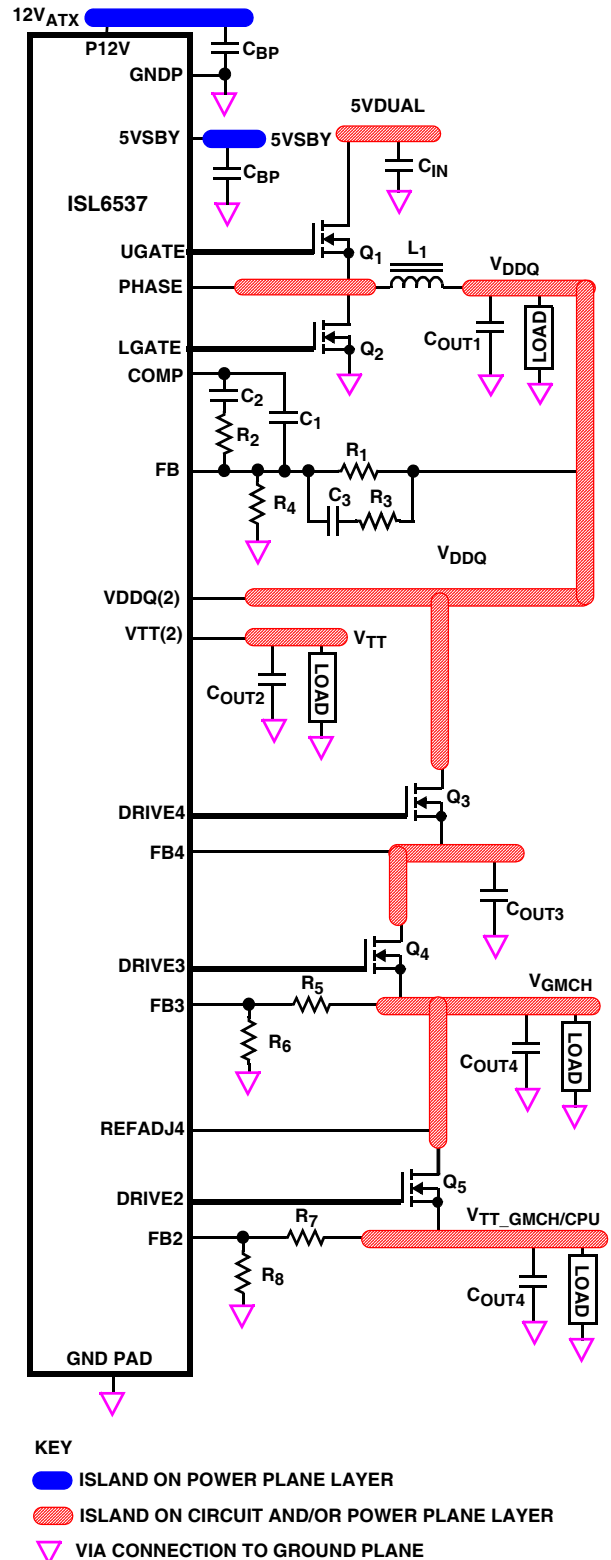 12VATX
P12V
CBP
GNDP
5VDUAL
5VSBY
5VSBY
CIN
CBP
ISL6537
UGATE
Q1
L1
VDDQ
PHASE
LGATE
Q2
COUT1
LOAD
COMP
C2
C1
R2
FB
R1
R4
C3
R3
VDDQ
VDDQ(2)
VTT(2)
VTT
COUT2
LOAD
Q3
DRIVE4
FB4
COUT3
Q4
DRIVE3
R5
VGMCH
FB3
R6
COUT4
LOAD
REFADJ4
Q5
DRIVE2
R7
VTT_GMCH/CPU
FB2
R8
COUT4
LOAD
GND PAD
KEY
ISLAND ON POWER PLANE LAYER
ISLAND ON CIRCUIT AND/OR POWER PLANE LAYER
VIA CONNECTION TO GROUND PLANE